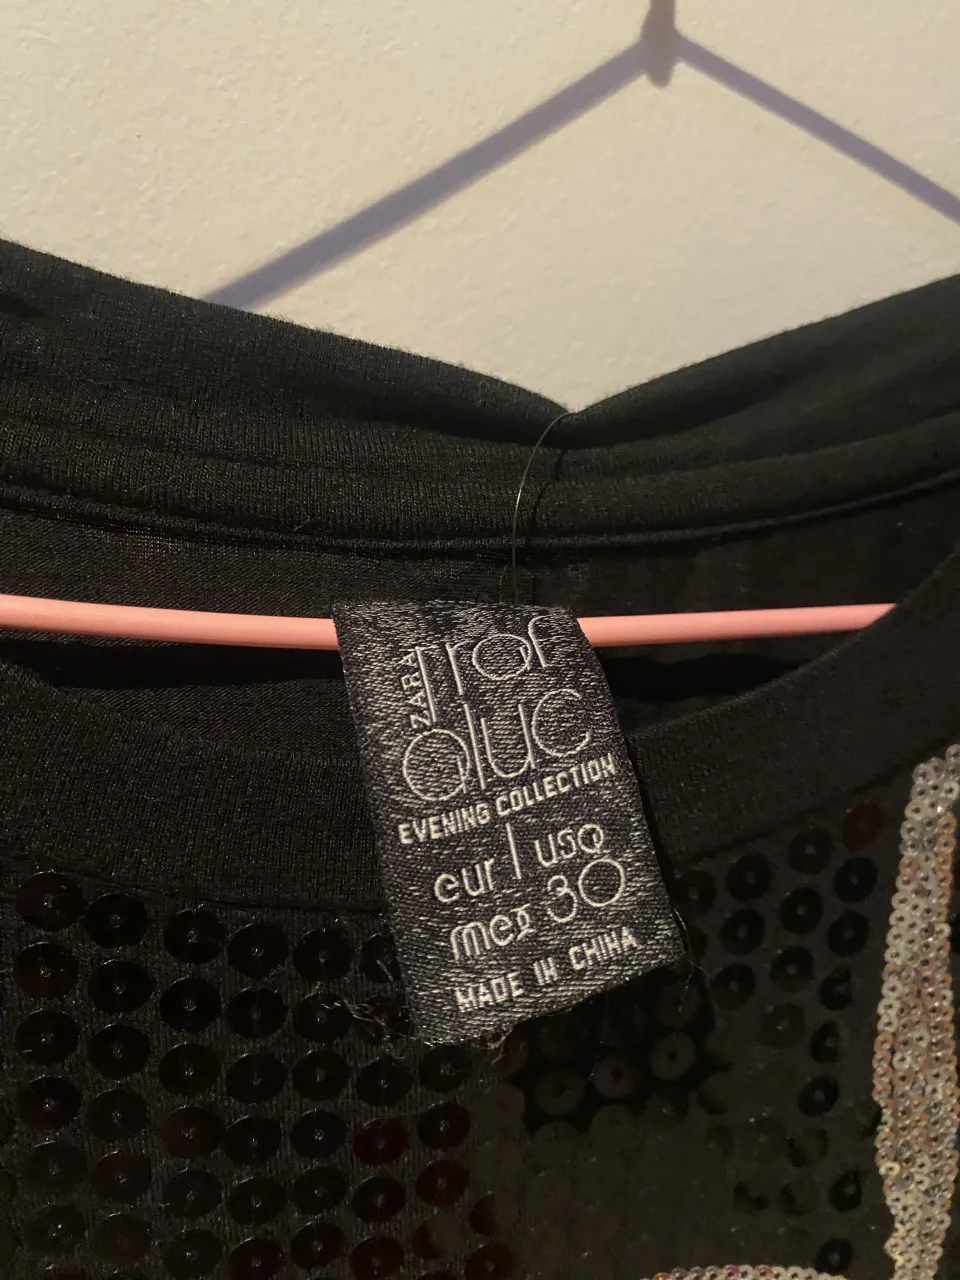 ZARA
Traf
aluc
EVENING COLLECTION
eur L usa
mex 30
MADE IN CHINA